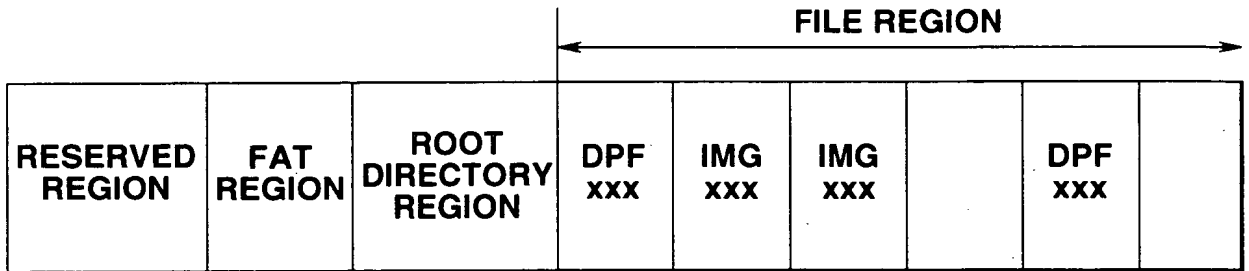 FILE REGION
RESERVED
REGION
FAT
REGION
ROOT
DIRECTORY
REGION
DPF
xxx
IMG
xxx
IMG
xxx
DPF
xxx